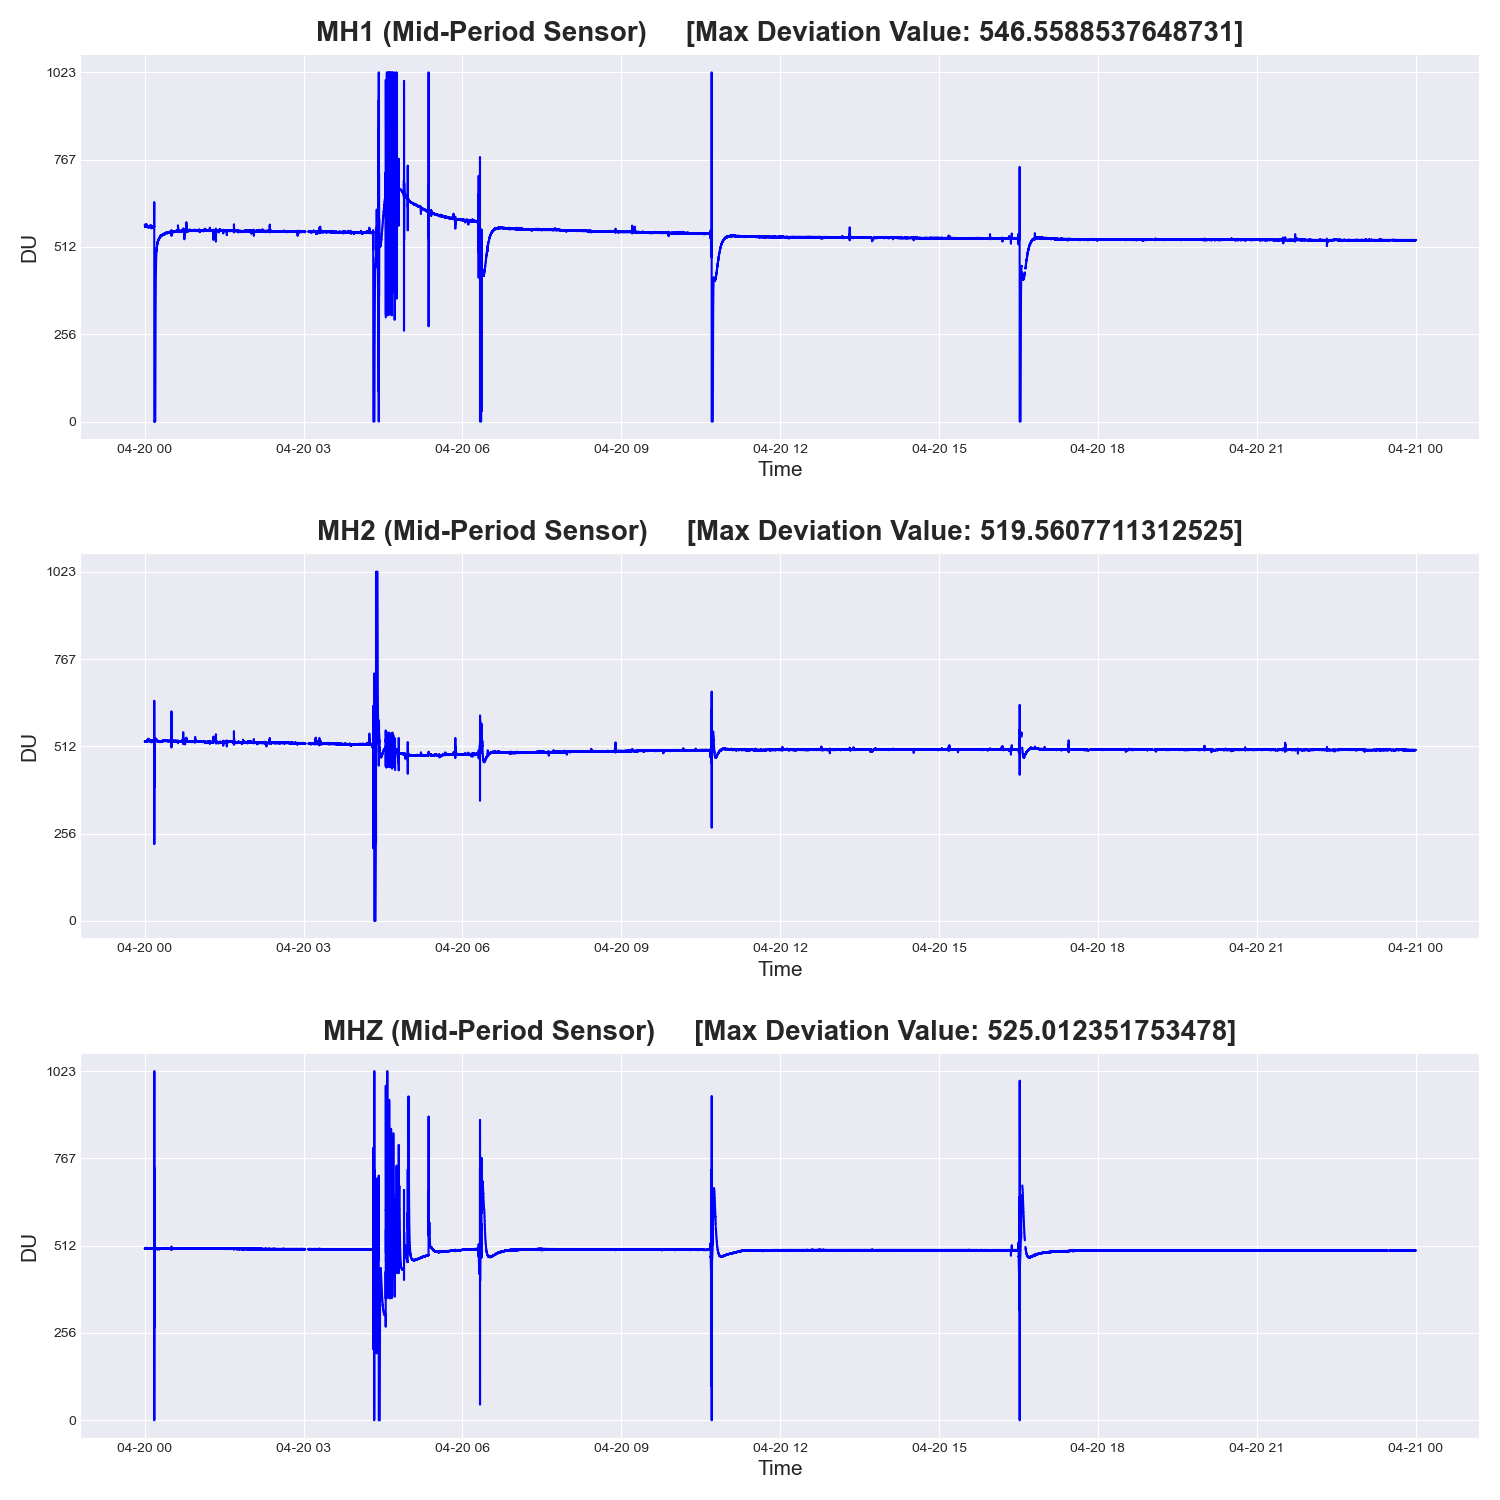 MH1 (Mid-Period Sensor) [Max Deviation Value: 546.5588537648731]
1023
767
512
256
0
DU
04-20 00 04-20 03 04-20 06 04-20 09 04-20 12 04-20 15 04-20 18 04-20 21 04-21 00
Time
MH2 (Mid-Period Sensor) [Max Deviation Value: 519.5607711312525]
1023
767
512
256
0
DU
04-20 00 04-20 03 04-20 06 04-20 09 04-20 12 04-20 15 04-20 18 04-20 21 04-21 00
Time
MHZ (Mid-Period Sensor) [Max Deviation Value: 525.012351753478]
1023
767
512
256
0
DU
04-20 00 04-20 03 04-20 06 04-20 09 04-20 12 04-20 15 04-20 18 04-20 21 04-21 00
Time